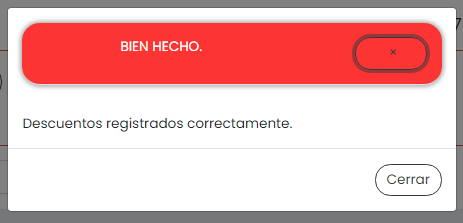 BIEN HECHO.
×
Descuentos registrados correctamente.
Cerrar